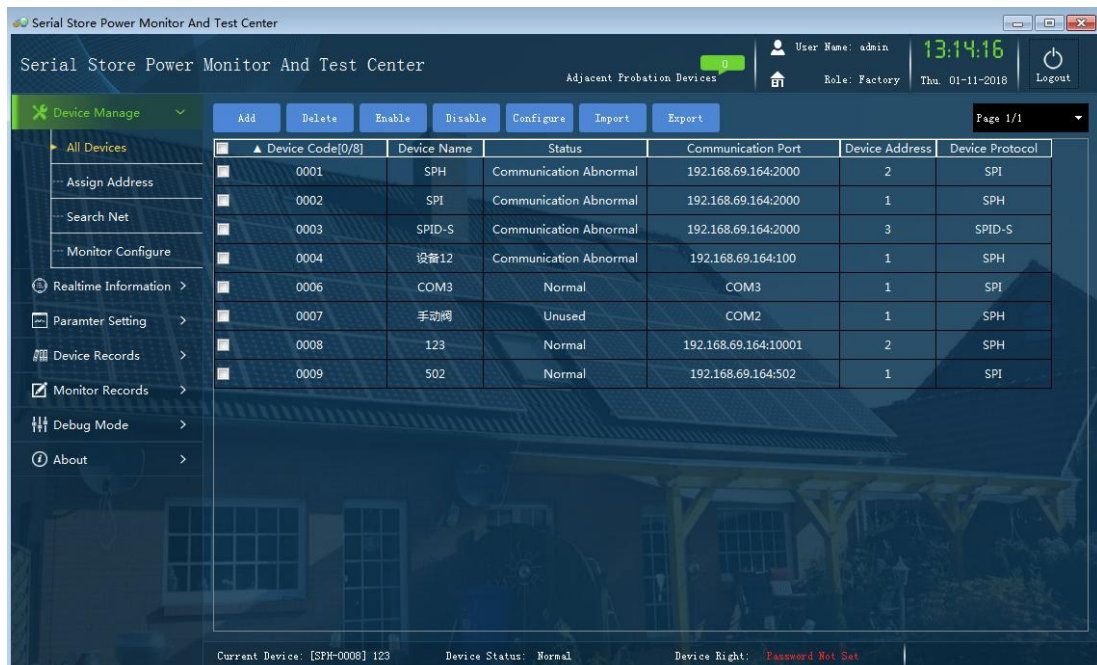 Serial Store Power Monitor And Test Center
Serial Store Power Monitor And Test Center
0
Adjacent Probation Devices
User Name: admin
Role: Factory
13:14:16
Thu. 01-11-2018
Logout
Device Manage
All Devices
Assign Address
Search Net
Monitor Configure
Realtime Information >
Paramter Setting >
Device Records >
Monitor Records >
Debug Mode >
About >
Add Delete Enable Disable Configure Import Export Page 1/1
▲ Device Code[0/8] Device Name Status Communication Port Device Address Device Protocol
0001 SPH Communication Abnormal 192.168.69.164:2000 2 SPI
0002 SPI Communication Abnormal 192.168.69.164:2000 1 SPH
0003 SPID-S Communication Abnormal 192.168.69.164:2000 3 SPID-S
0004 设备12 Communication Abnormal 192.168.69.164:100 1 SPH
0006 COM3 Normal COM3 1 SPI
0007 手动阀 Unused COM2 1 SPH
0008 123 Normal 192.168.69.164:10001 2 SPH
0009 502 Normal 192.168.69.164:502 1 SPI
Current Device: [SPH-0008] 123 Device Status: Normal Device Right: Password Not Set